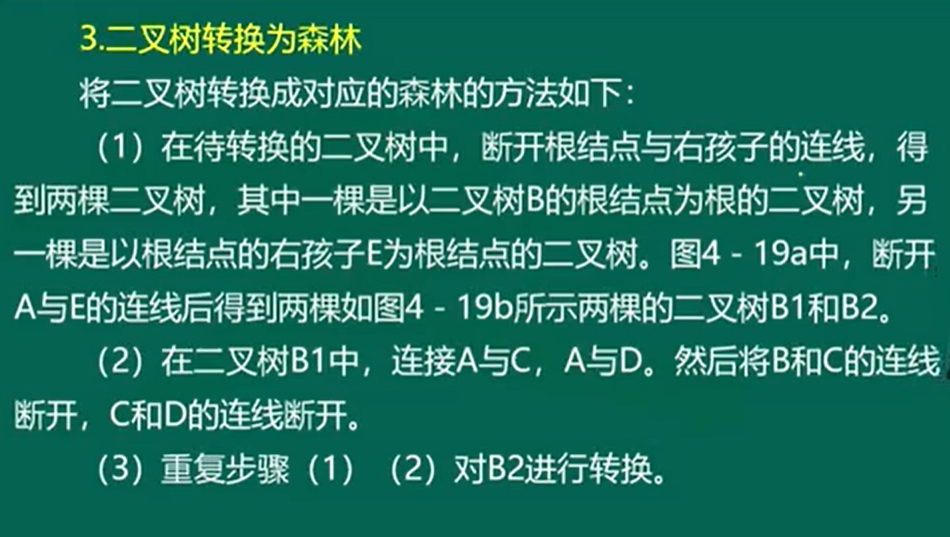 3.二叉树转换为森林
将二叉树转换成对应的森林的方法如下：
（1）在待转换的二叉树中，断开根结点与右孩子的连线，得
到两棵二叉树，其中一棵是以二叉树B的根结点为根的二叉树，另
一棵是以根结点的右孩子E为根结点的二叉树。图4－19a中，断开
A与E的连线后得到两棵如图4－19b所示两棵的二叉树B1和B2。
（2）在二叉树B1中，连接A与C，A与D。然后将B和C的连线
断开，C和D的连线断开。
（3）重复步骤（1）（2）对B2进行转换。